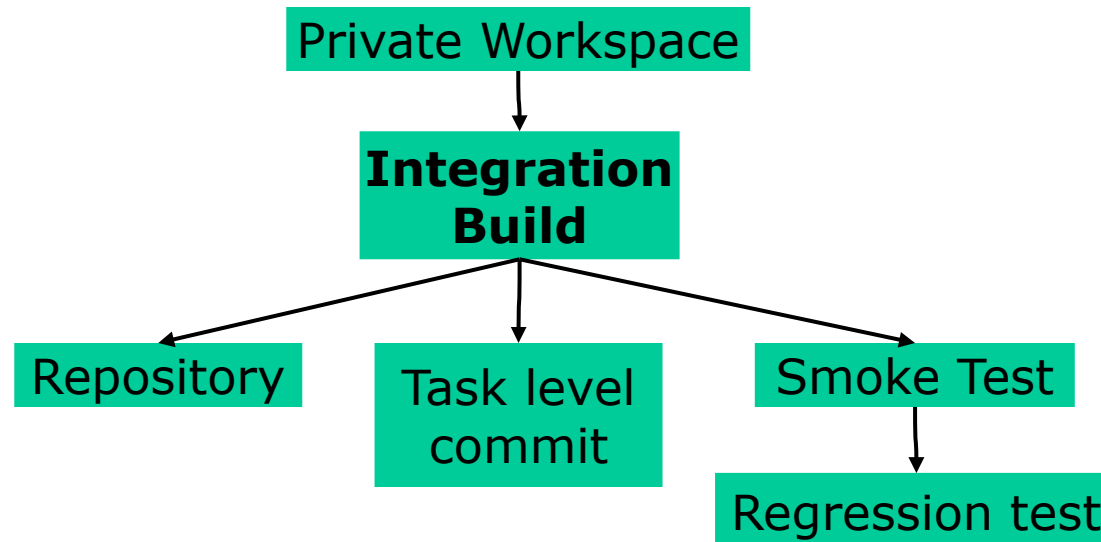 Private Workspace
Integration
Build
Repository
Task level
commit
Smoke Test
Regression test